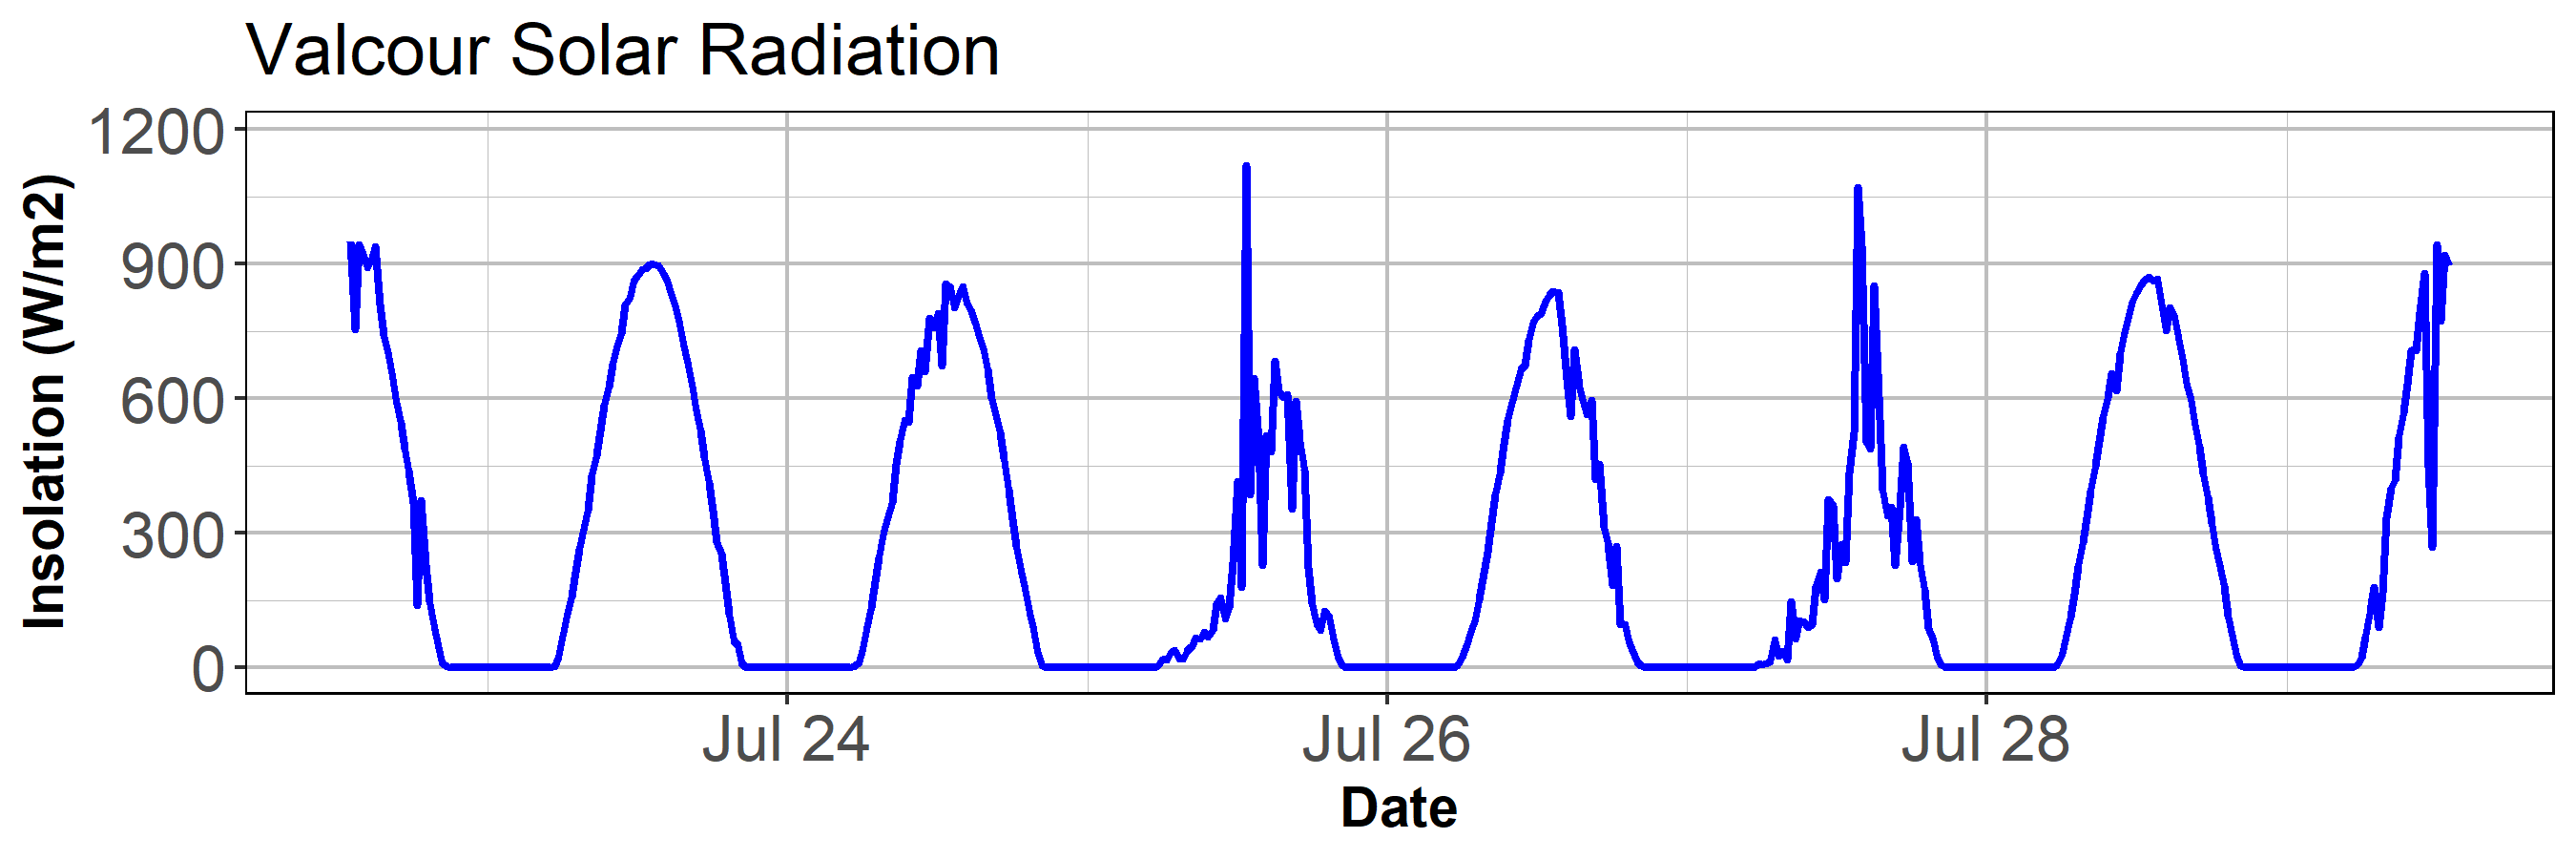 Valcour Solar Radiation
1200
900
600
300
0
Insolation (W/m2)
Jul 24 Jul 26 Jul 28
Date